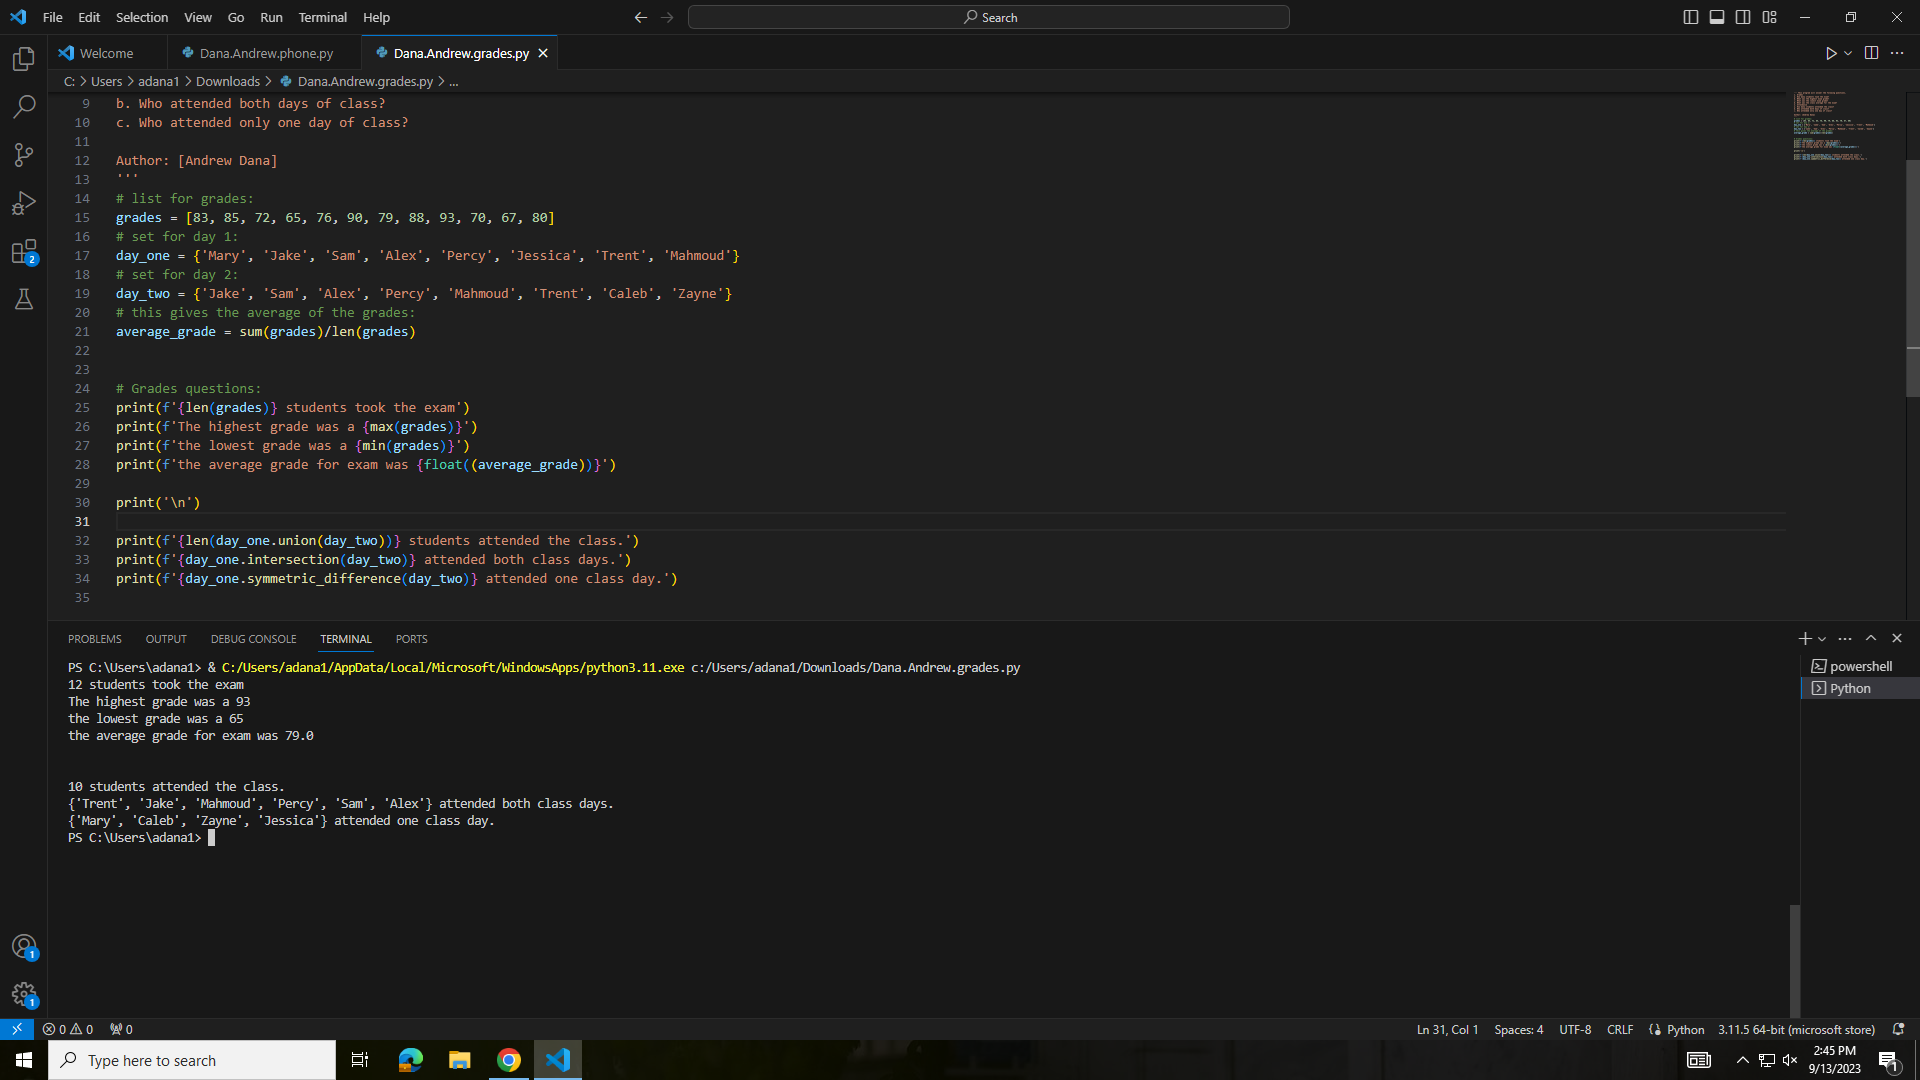 File Edit Selection View Go Run Terminal Help
Search
Welcome Dana.Andrew.phone.py Dana.Andrew.grades.py
C: > Users > adana1 > Downloads > Dana.Andrew.grades.py > ...
9 b. Who attended both days of class?
10 c. Who attended only one day of class?
11
12 Author: [Andrew Dana]
13 '''
14 # list for grades:
15 grades = [83, 85, 72, 65, 76, 90, 79, 88, 93, 70, 67, 80]
16 # set for day 1:
17 day_one = {'Mary', 'Jake', 'Sam', 'Alex', 'Percy', 'Jessica', 'Trent', 'Mahmoud'}
18 # set for day 2:
19 day_two = {'Jake', 'Sam', 'Alex', 'Percy', 'Mahmoud', 'Trent', 'Caleb', 'Zayne'}
20 # this gives the average of the grades:
21 average_grade = sum(grades)/len(grades)
22
23
24 # Grades questions:
25 print(f'{len(grades)} students took the exam')
26 print(f'The highest grade was a {max(grades)}')
27 print(f'the lowest grade was a {min(grades)}')
28 print(f'the average grade for exam was {float((average_grade))}')
29
30 print('\n')
31
32 print(f'{len(day_one.union(day_two))} students attended the class.')
33 print(f'{day_one.intersection(day_two)} attended both class days.')
34 print(f'{day_one.symmetric_difference(day_two)} attended one class day.')
35
PROBLEMS OUTPUT DEBUG CONSOLE TERMINAL PORTS
PS C:\Users\adana1> & C:/Users/adana1/AppData/Local/Microsoft/WindowsApps/python3.11.exe c:/Users/adana1/Downloads/Dana.Andrew.grades.py
12 students took the exam
The highest grade was a 93
the lowest grade was a 65
the average grade for exam was 79.0
10 students attended the class.
{'Trent', 'Jake', 'Mahmoud', 'Percy', 'Sam', 'Alex'} attended both class days.
{'Mary', 'Caleb', 'Zayne', 'Jessica'} attended one class day.
PS C:\Users\adana1>
powershell
Python
2
1
1
0 0 0 Ln 31, Col 1 Spaces: 4 UTF-8 CRLF Python 3.11.5 64-bit (microsoft store)
Type here to search
2:45 PM
9/13/2023
1